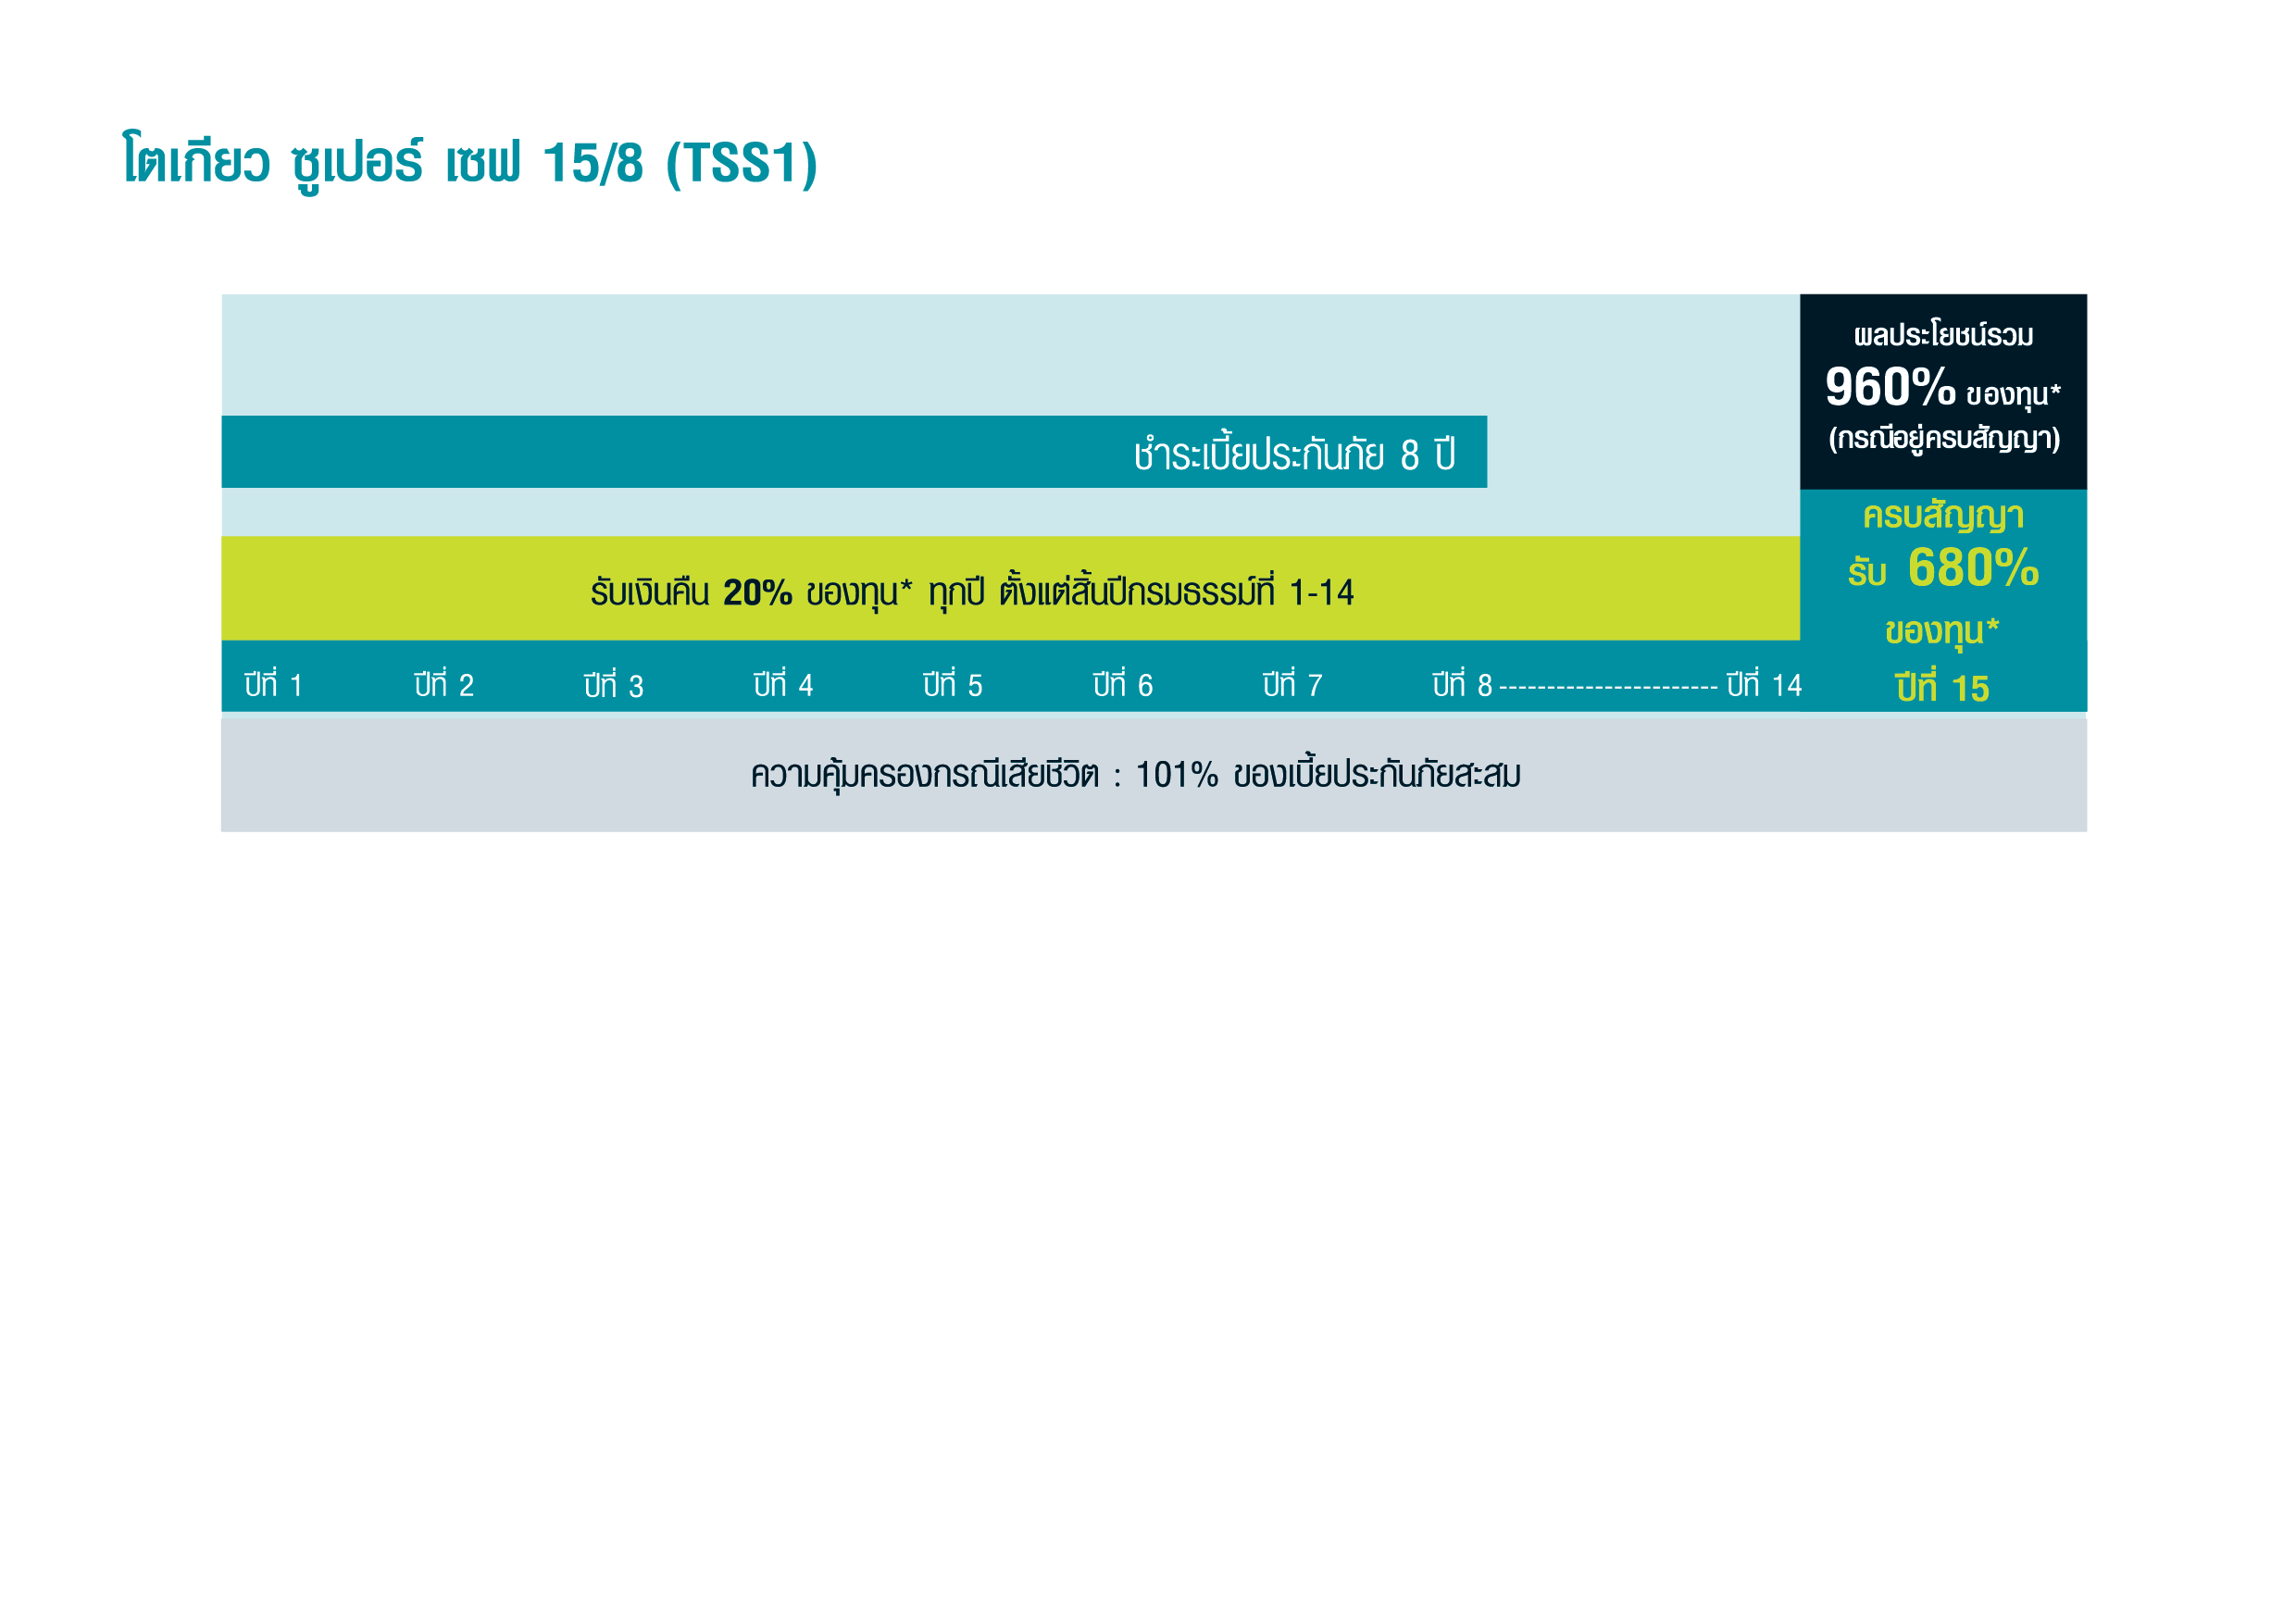 โตเกียว ซูเปอร์ เซฟ 15/8 (TSS1)
ผลประโยชน์รวม
960% ของทุน*
(กรณีอยู่ครบสัญญา)
ชำระเบี้ยประกันภัย 8 ปี
ครบสัญญา
รับ 680%
ของทุน*
ปีที่ 15
รับเงินคืน 20% ของทุน* ทุกปี ตั้งแต่สิ้นปีกรมธรรม์ที่ 1-14
ปีที่ 1 ปีที่ 2 ปีที่ 3 ปีที่ 4 ปีที่ 5 ปีที่ 6 ปีที่ 7 ปีที่ 8 ----------------------- ปีที่ 14
ความคุ้มครองกรณีเสียชีวิต : 101% ของเบี้ยประกันภัยสะสม